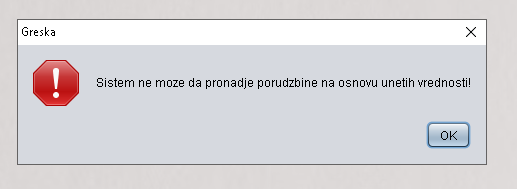 Greska
Sistem ne moze da pronadje porudzbine na osnovu unetih vrednosti!
OK